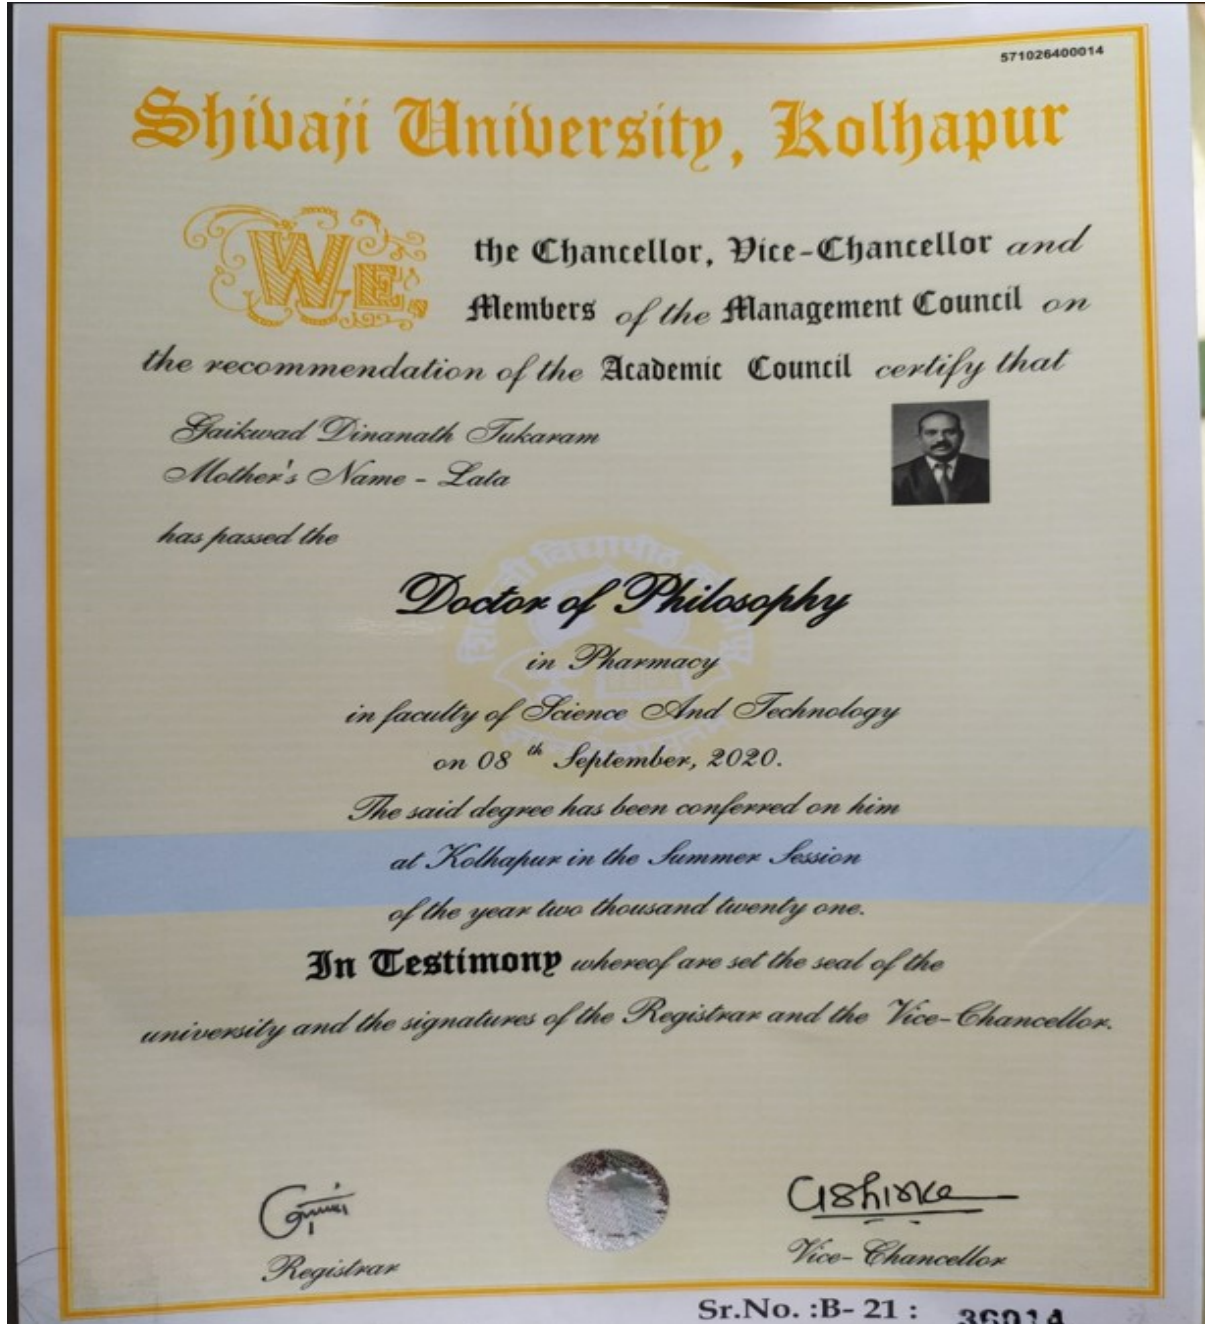 571026400014
Shivaji University, Kolhapur
WE, the Chancellor, Vice-Chancellor and
Members of the Management Council on
the recommendation of the Academic Council certify that
Gaikwad Dinanath Tukaram
Mother's Name - Lata
has passed the
Doctor of Philosophy
in Pharmacy
in faculty of Science And Technology
on 08 th September, 2020.
The said degree has been conferred on him
at Kolhapur in the Summer Session
of the year two thousand twenty one.
In Testimony whereof are set the seal of the
university and the signatures of the Registrar and the Vice-Chancellor.
Registrar
Vice-Chancellor
Sr.No. :B- 21 :